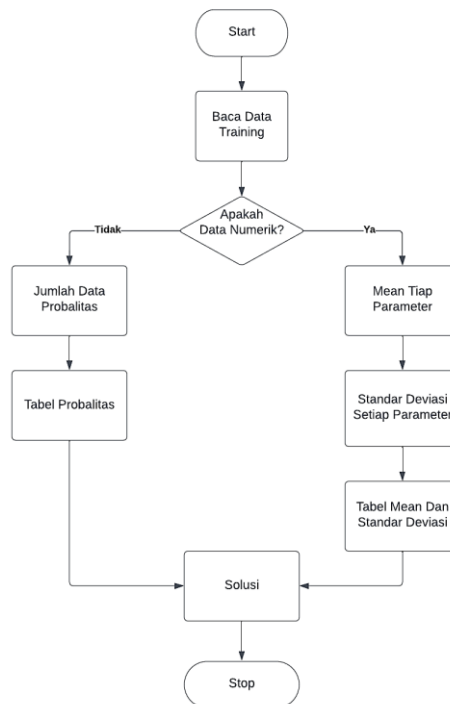 Start
Baca Data
Training
Apakah
Data Numerik?
Tidak
Ya
Jumlah Data
Probalitas
Mean Tiap
Parameter
Tabel Probalitas
Standar Deviasi
Setiap Parameter
Tabel Mean Dan
Standar Deviasi
Solusi
Stop